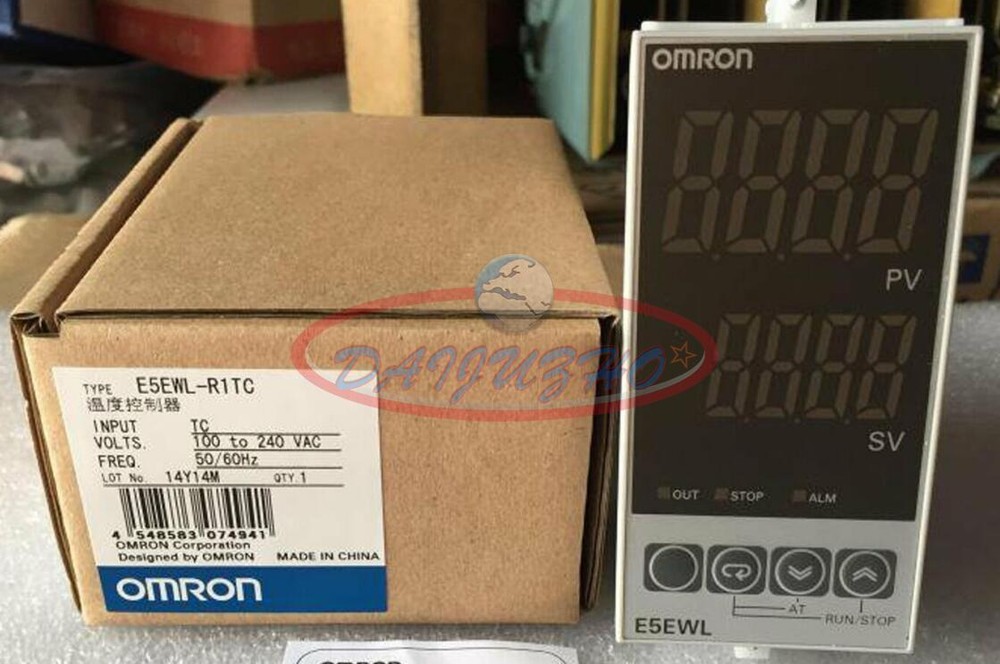 TYPE E5EWL-R1TC
温度控制器
INPUT TC
VOLTS. 100 to 240 VAC
FREQ. 50/60Hz
LOT No. 14Y14M QTY.1
4 548583 074941
OMRON Corporation
Designed by OMRON MADE IN CHINA
OMRON
DAIJUZHO
OMRON
PV
SV
OUT STOP ALM
AT
RUN/STOP
E5EWL
OMRON